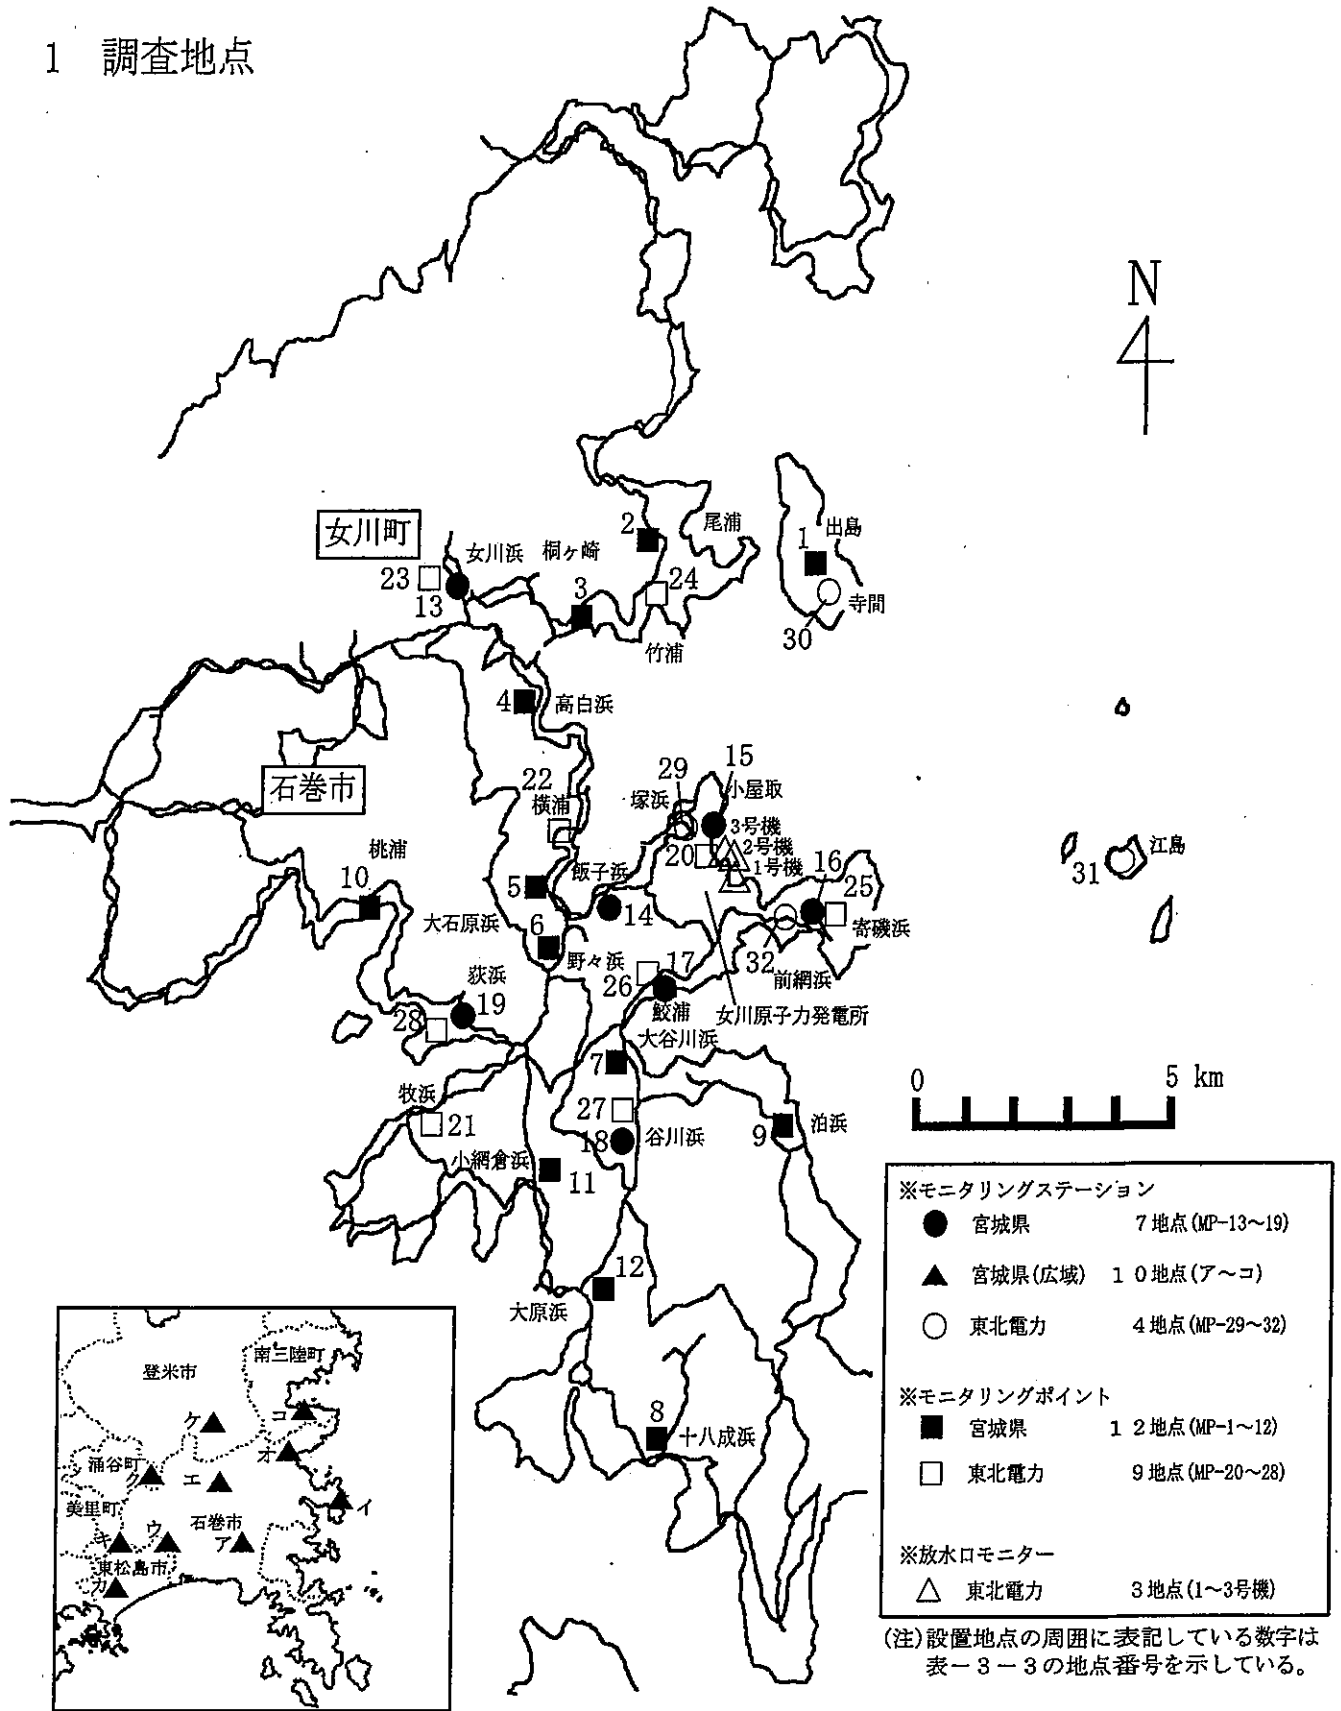 1 調査地点
N
女川町
女川浜
桐ヶ崎
尾浦
出島
2
1
23
13
3
24
寺間
30
竹浦
4
高白浜
石巻市
22
横浦
29
15
塚浜
小屋取
3号機
2号機
1号機
20
16
25
江島
31
桃浦
10
5
飯子浜
14
大石原浜
6
野々浜
17
26
32
寄磯浜
前網浜
荻浜
19
28
鮫浦
女川原子力発電所
大谷川浜
7
0
5 km
牧浜
21
27
18
谷川浜
9
泊浜
小網倉浜
11
12
大原浜
8
十八成浜
※モニタリングステーション
● 宮城県 7地点(MP-13~19)
▲ 宮城県(広域) 10地点(ア~コ)
○ 東北電力 4地点(MP-29~32)
※モニタリングポイント
■ 宮城県 12地点(MP-1~12)
□ 東北電力 9地点(MP-20~28)
※放水口モニター
△ 東北電力 3地点(1~3号機)
(注)設置地点の周囲に表記している数字は
表-3-3の地点番号を示している。
南三陸町
登米市
ケ
コ
オ
涌谷町
ク
エ
イ
美里町
石巻市
キ
ウ
ア
東松島市
カ